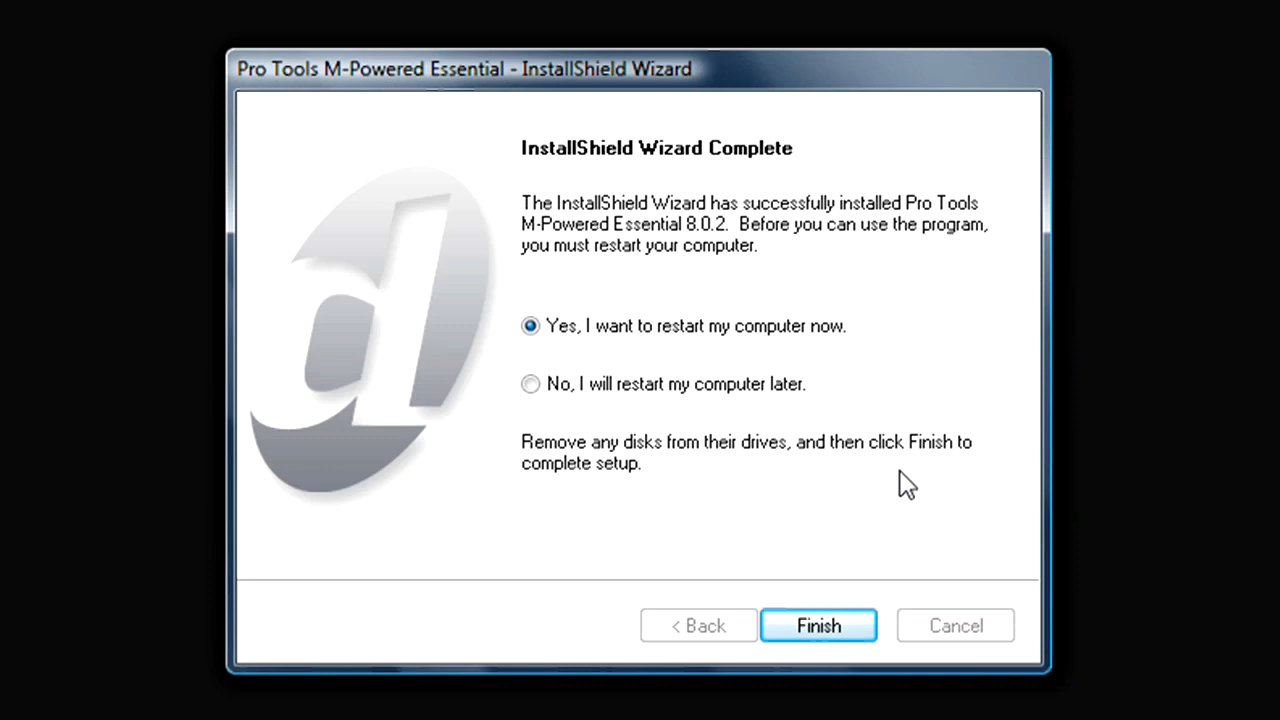 Pro Tools M-Powered Essential - InstallShield Wizard
InstallShield Wizard Complete
The InstallShield Wizard has successfully installed Pro Tools
M-Powered Essential 8.0.2.  Before you can use the program,
you must restart your computer.
Yes, I want to restart my computer now.
No, I will restart my computer later.
Remove any disks from their drives, and then click Finish to
complete setup.
< Back
Finish
Cancel